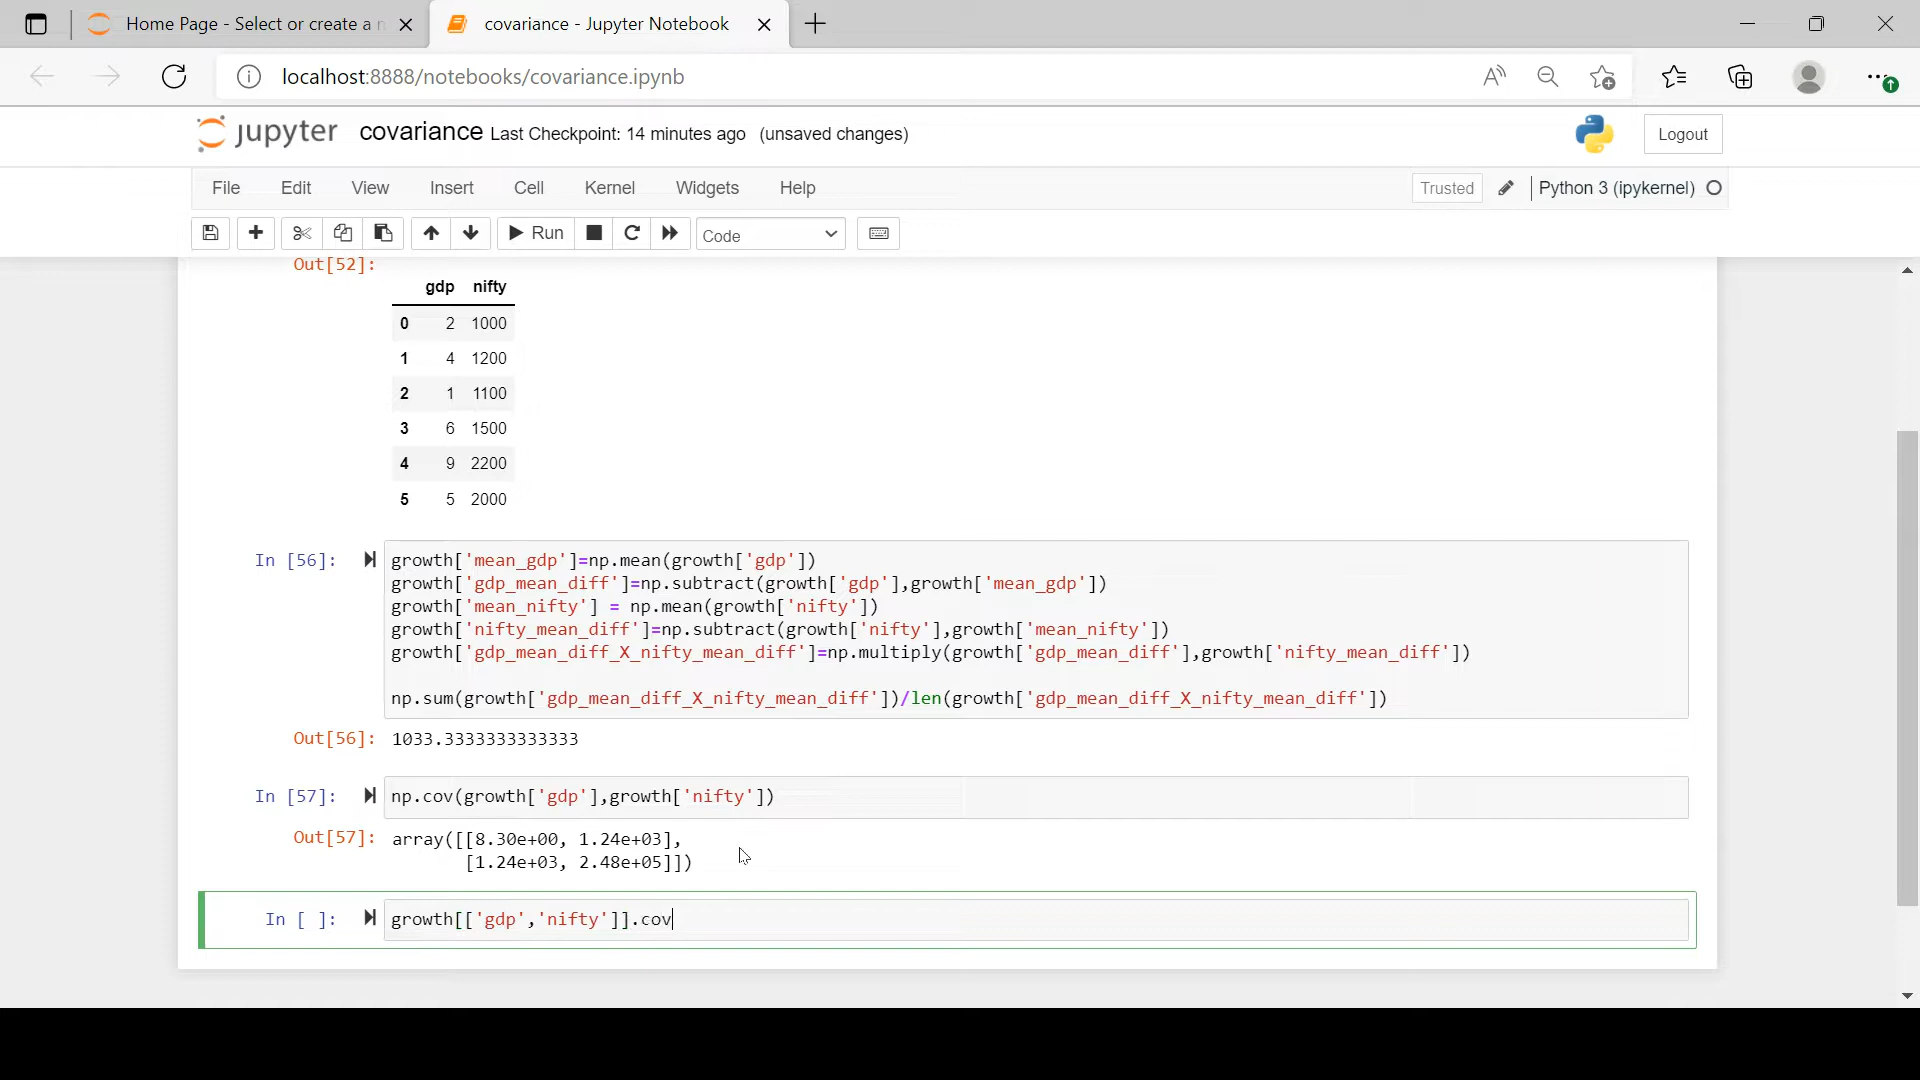 Home Page - Select or create a n
covariance - Jupyter Notebook
localhost:8888/notebooks/covariance.ipynb
jupyter covariance Last Checkpoint: 14 minutes ago (unsaved changes)
Logout
File Edit View Insert Cell Kernel Widgets Help
Trusted
Python 3 (ipykernel)
Run
Code
Out[52]:
gdp nifty
0 2 1000
1 4 1200
2 1 1100
3 6 1500
4 9 2200
5 5 2000
In [56]: growth['mean_gdp']=np.mean(growth['gdp'])
growth['gdp_mean_diff']=np.subtract(growth['gdp'],growth['mean_gdp'])
growth['mean_nifty'] = np.mean(growth['nifty'])
growth['nifty_mean_diff']=np.subtract(growth['nifty'],growth['mean_nifty'])
growth['gdp_mean_diff_X_nifty_mean_diff']=np.multiply(growth['gdp_mean_diff'],growth['nifty_mean_diff'])
np.sum(growth['gdp_mean_diff_X_nifty_mean_diff'])/len(growth['gdp_mean_diff_X_nifty_mean_diff'])
Out[56]: 1033.3333333333333
In [57]: np.cov(growth['gdp'],growth['nifty'])
Out[57]: array([[8.30e+00, 1.24e+03],
[1.24e+03, 2.48e+05]])
In [ ]: growth[['gdp','nifty']].cov